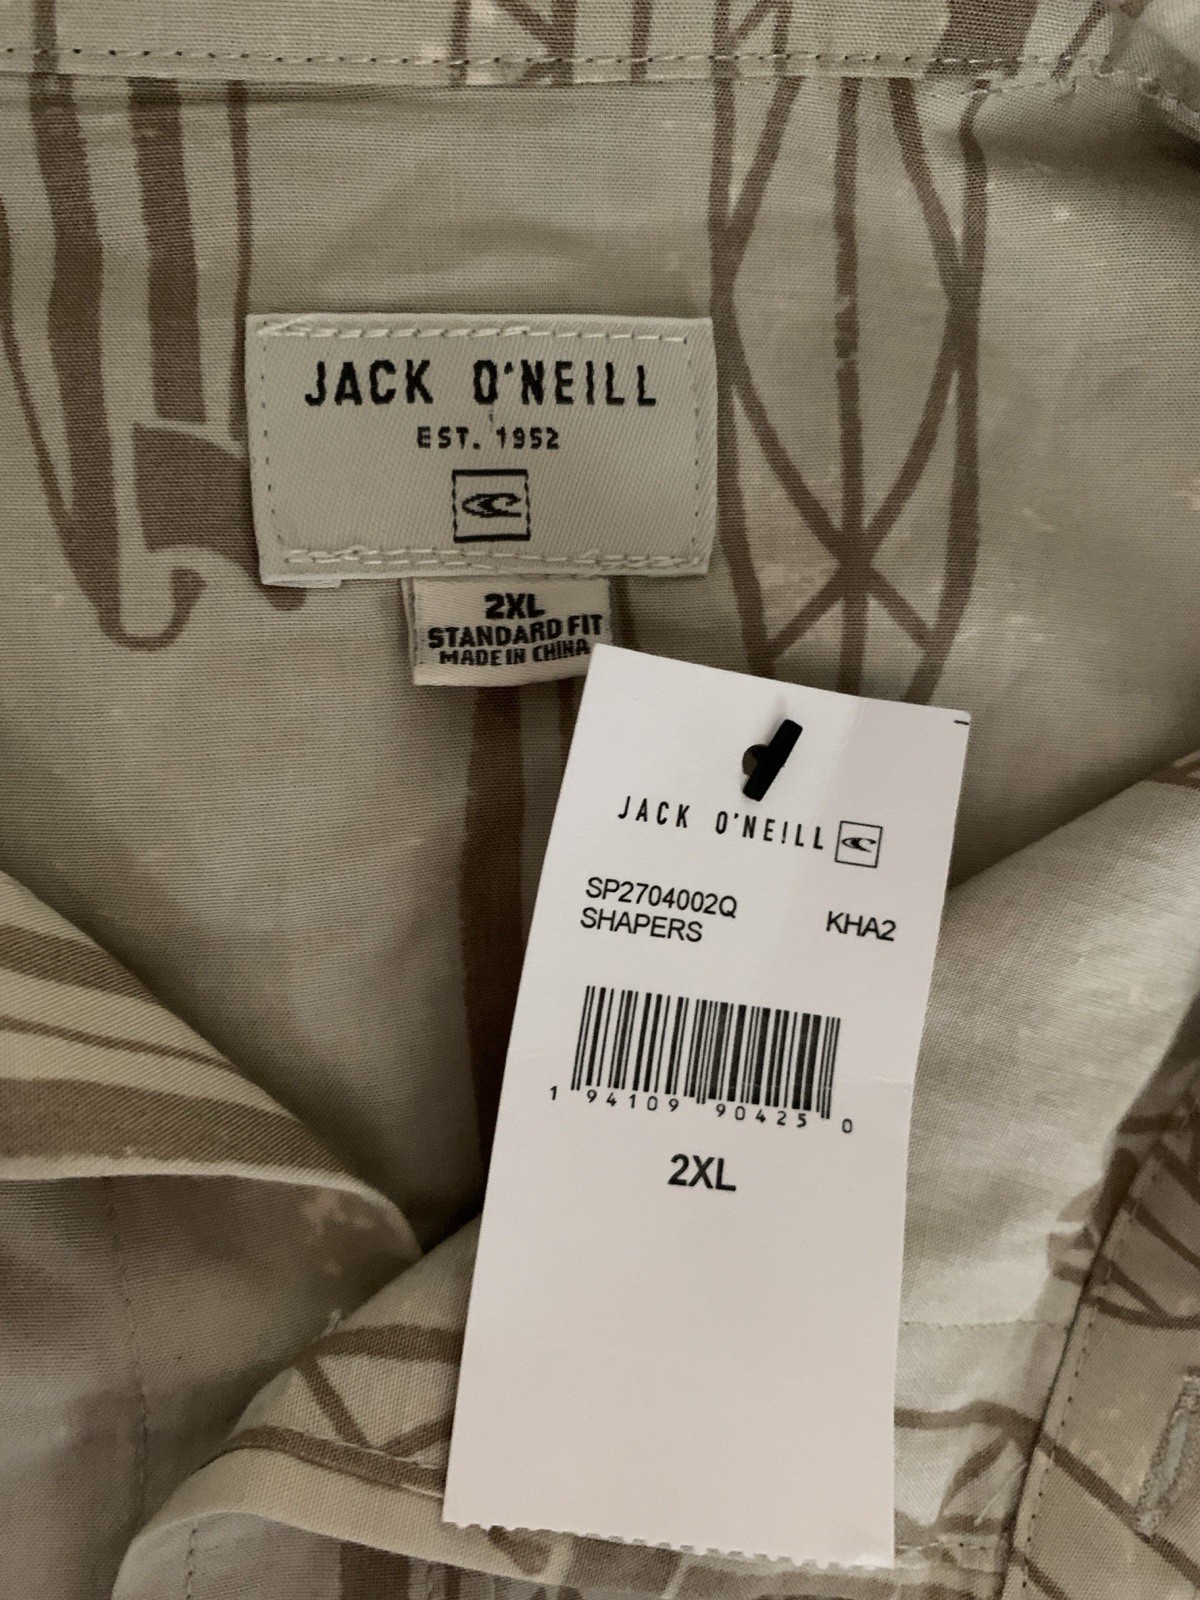 JACK O'NEILL
EST. 1952
2XL
STANDARD FIT
MADE IN CHINA
JACK O'NEILL
SP2704002Q
SHAPERS KHA2
1 94109 90425 0
2XL